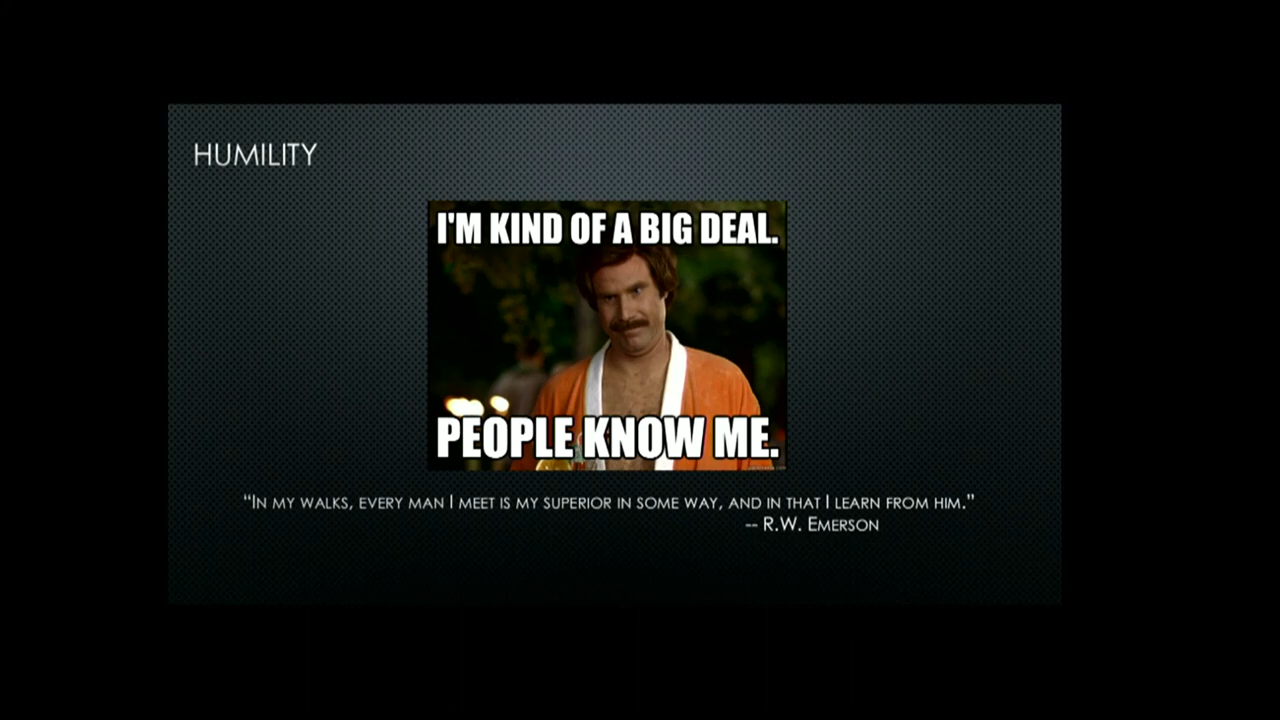 HUMILITY
I'M KIND OF A BIG DEAL.
PEOPLE KNOW ME.
“IN MY WALKS, EVERY MAN I MEET IS MY SUPERIOR IN SOME WAY, AND IN THAT I LEARN FROM HIM.”
-- R.W. EMERSON